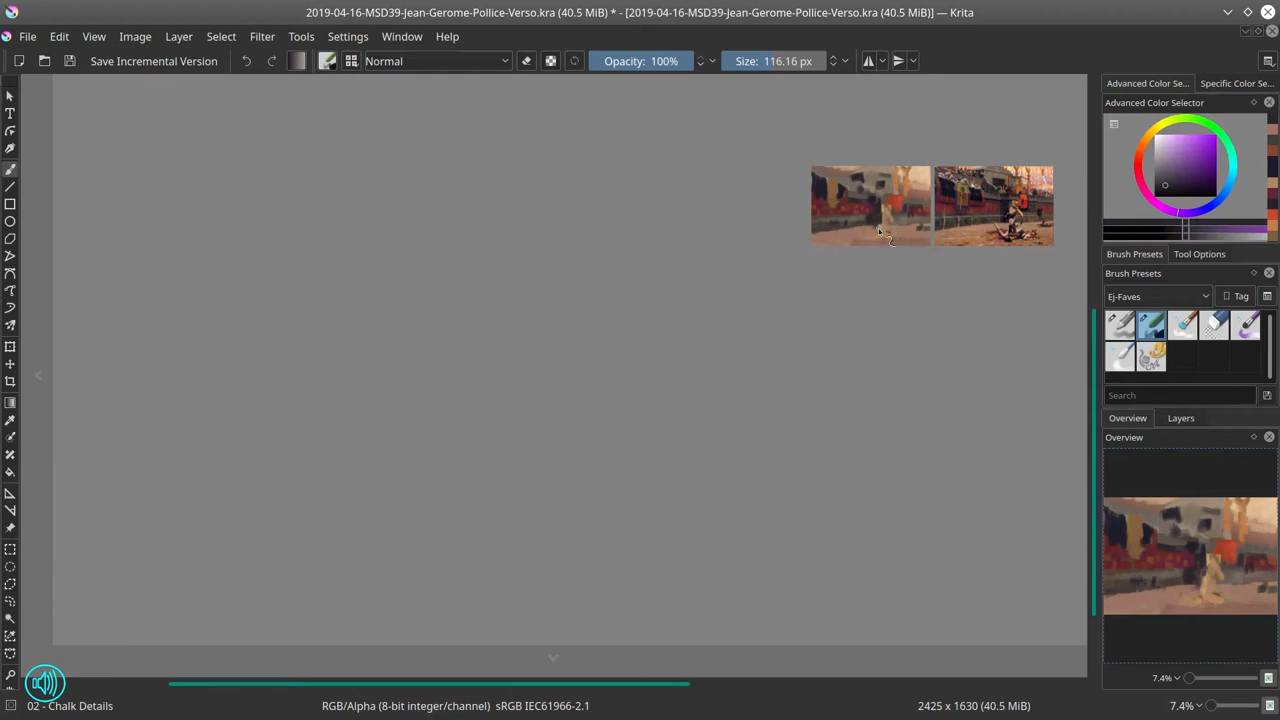 2019-04-16-MSD39-Jean-Gerome-Pollice-Verso.kra (40.5 MiB) * - [2019-04-16-MSD39-Jean-Gerome-Pollice-Verso.kra (40.5 MiB)] — Krita
File Edit View Image Layer Select Filter Tools Settings Window Help
Save Incremental Version Normal Opacity: 100% Size: 116.16 px
Advanced Color Se... Specific Color Se...
Advanced Color Selector
Brush Presets Tool Options
Brush Presets
Ej-Faves Tag
Search
Overview Layers
Overview
7.4%
02 - Chalk Details RGB/Alpha (8-bit integer/channel) sRGB IEC61966-2.1 2425 x 1630 (40.5 MiB) 7.4%